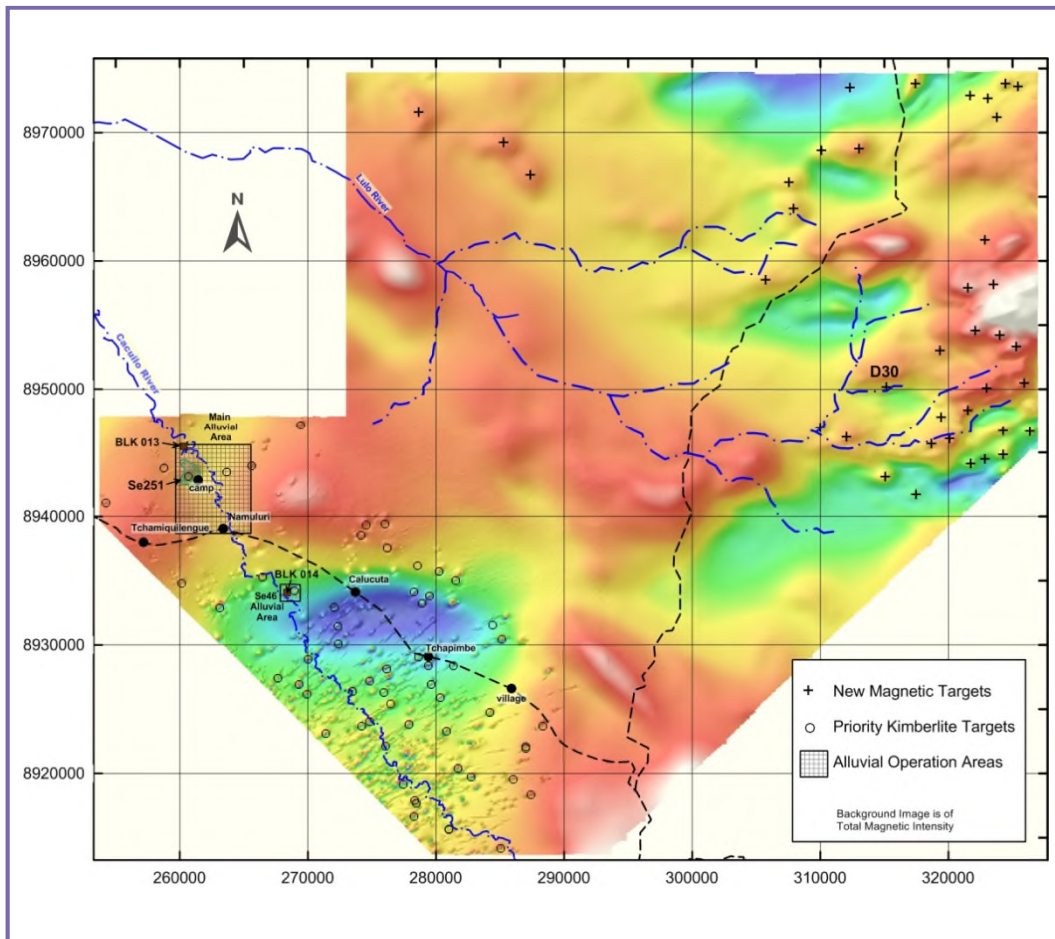 8970000
8960000
8950000
8940000
8930000
8920000
260000
270000
280000
290000
300000
310000
320000
N
Lulo River
Cacuilo River
Main
Alluvial
Area
BLK 013
Se251
camp
Namuluri
Tchamiquilengue
BLK 014
Se46
Alluvial
Area
Calucuta
Tchapimbe
village
D30
New Magnetic Targets
Priority Kimberlite Targets
Alluvial Operation Areas
Background Image is of
Total Magnetic Intensity